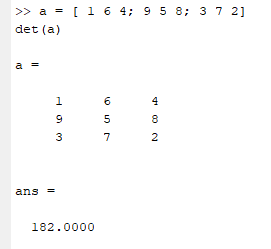 >> a = [ 1 6 4; 9 5 8; 3 7 2]
det(a)
a =
1 6 4
9 5 8
3 7 2
ans =
182.0000